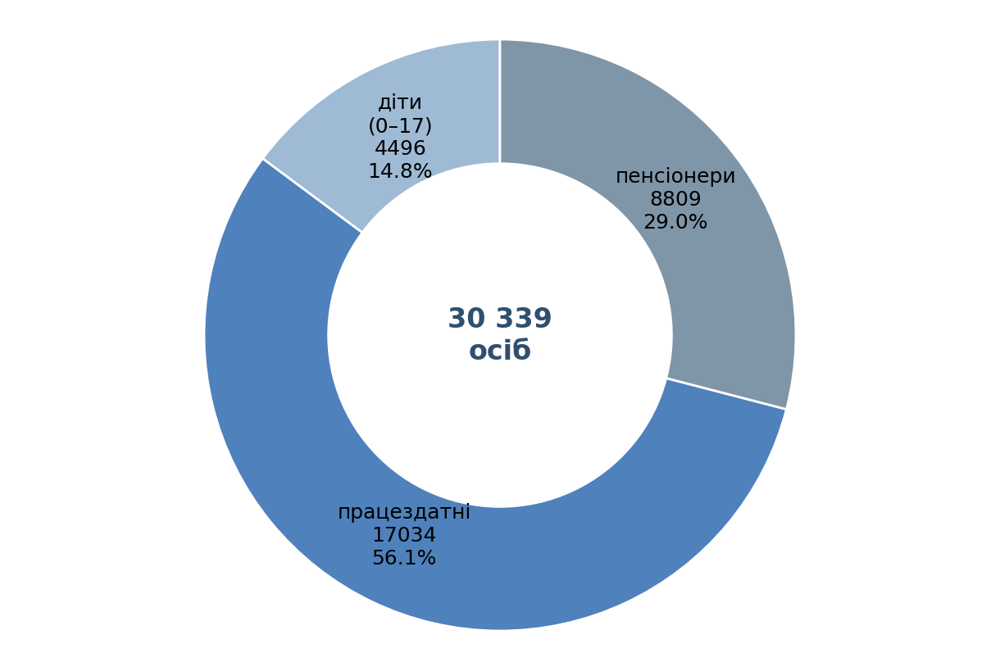 діти
(0–17)
4496
14.8%
пенсіонери
8809
29.0%
30 339
осіб
працездатні
17034
56.1%